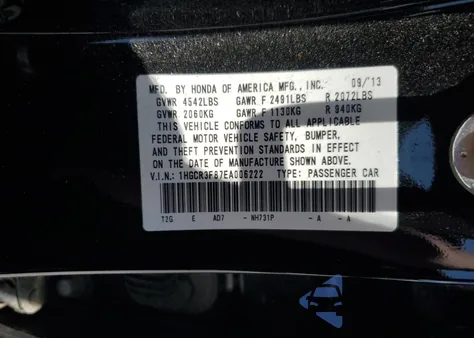 MFD. BY HONDA OF AMERICA MFG., INC. 09/13
GVWR 4542LBS GAWR F 2491LBS R 2072LBS
GVWR 2060KG GAWR F 1130KG R 940KG
THIS VEHICLE CONFORMS TO ALL APPLICABLE
FEDERAL MOTOR VEHICLE SAFETY, BUMPER,
AND THEFT PREVENTION STANDARDS IN EFFECT
ON THE DATE OF MANUFACTURE SHOWN ABOVE.
V.I.N.: 1HGCR3F87EA006222 TYPE: PASSENGER CAR
T2G E AD7 - NH731P - A - A